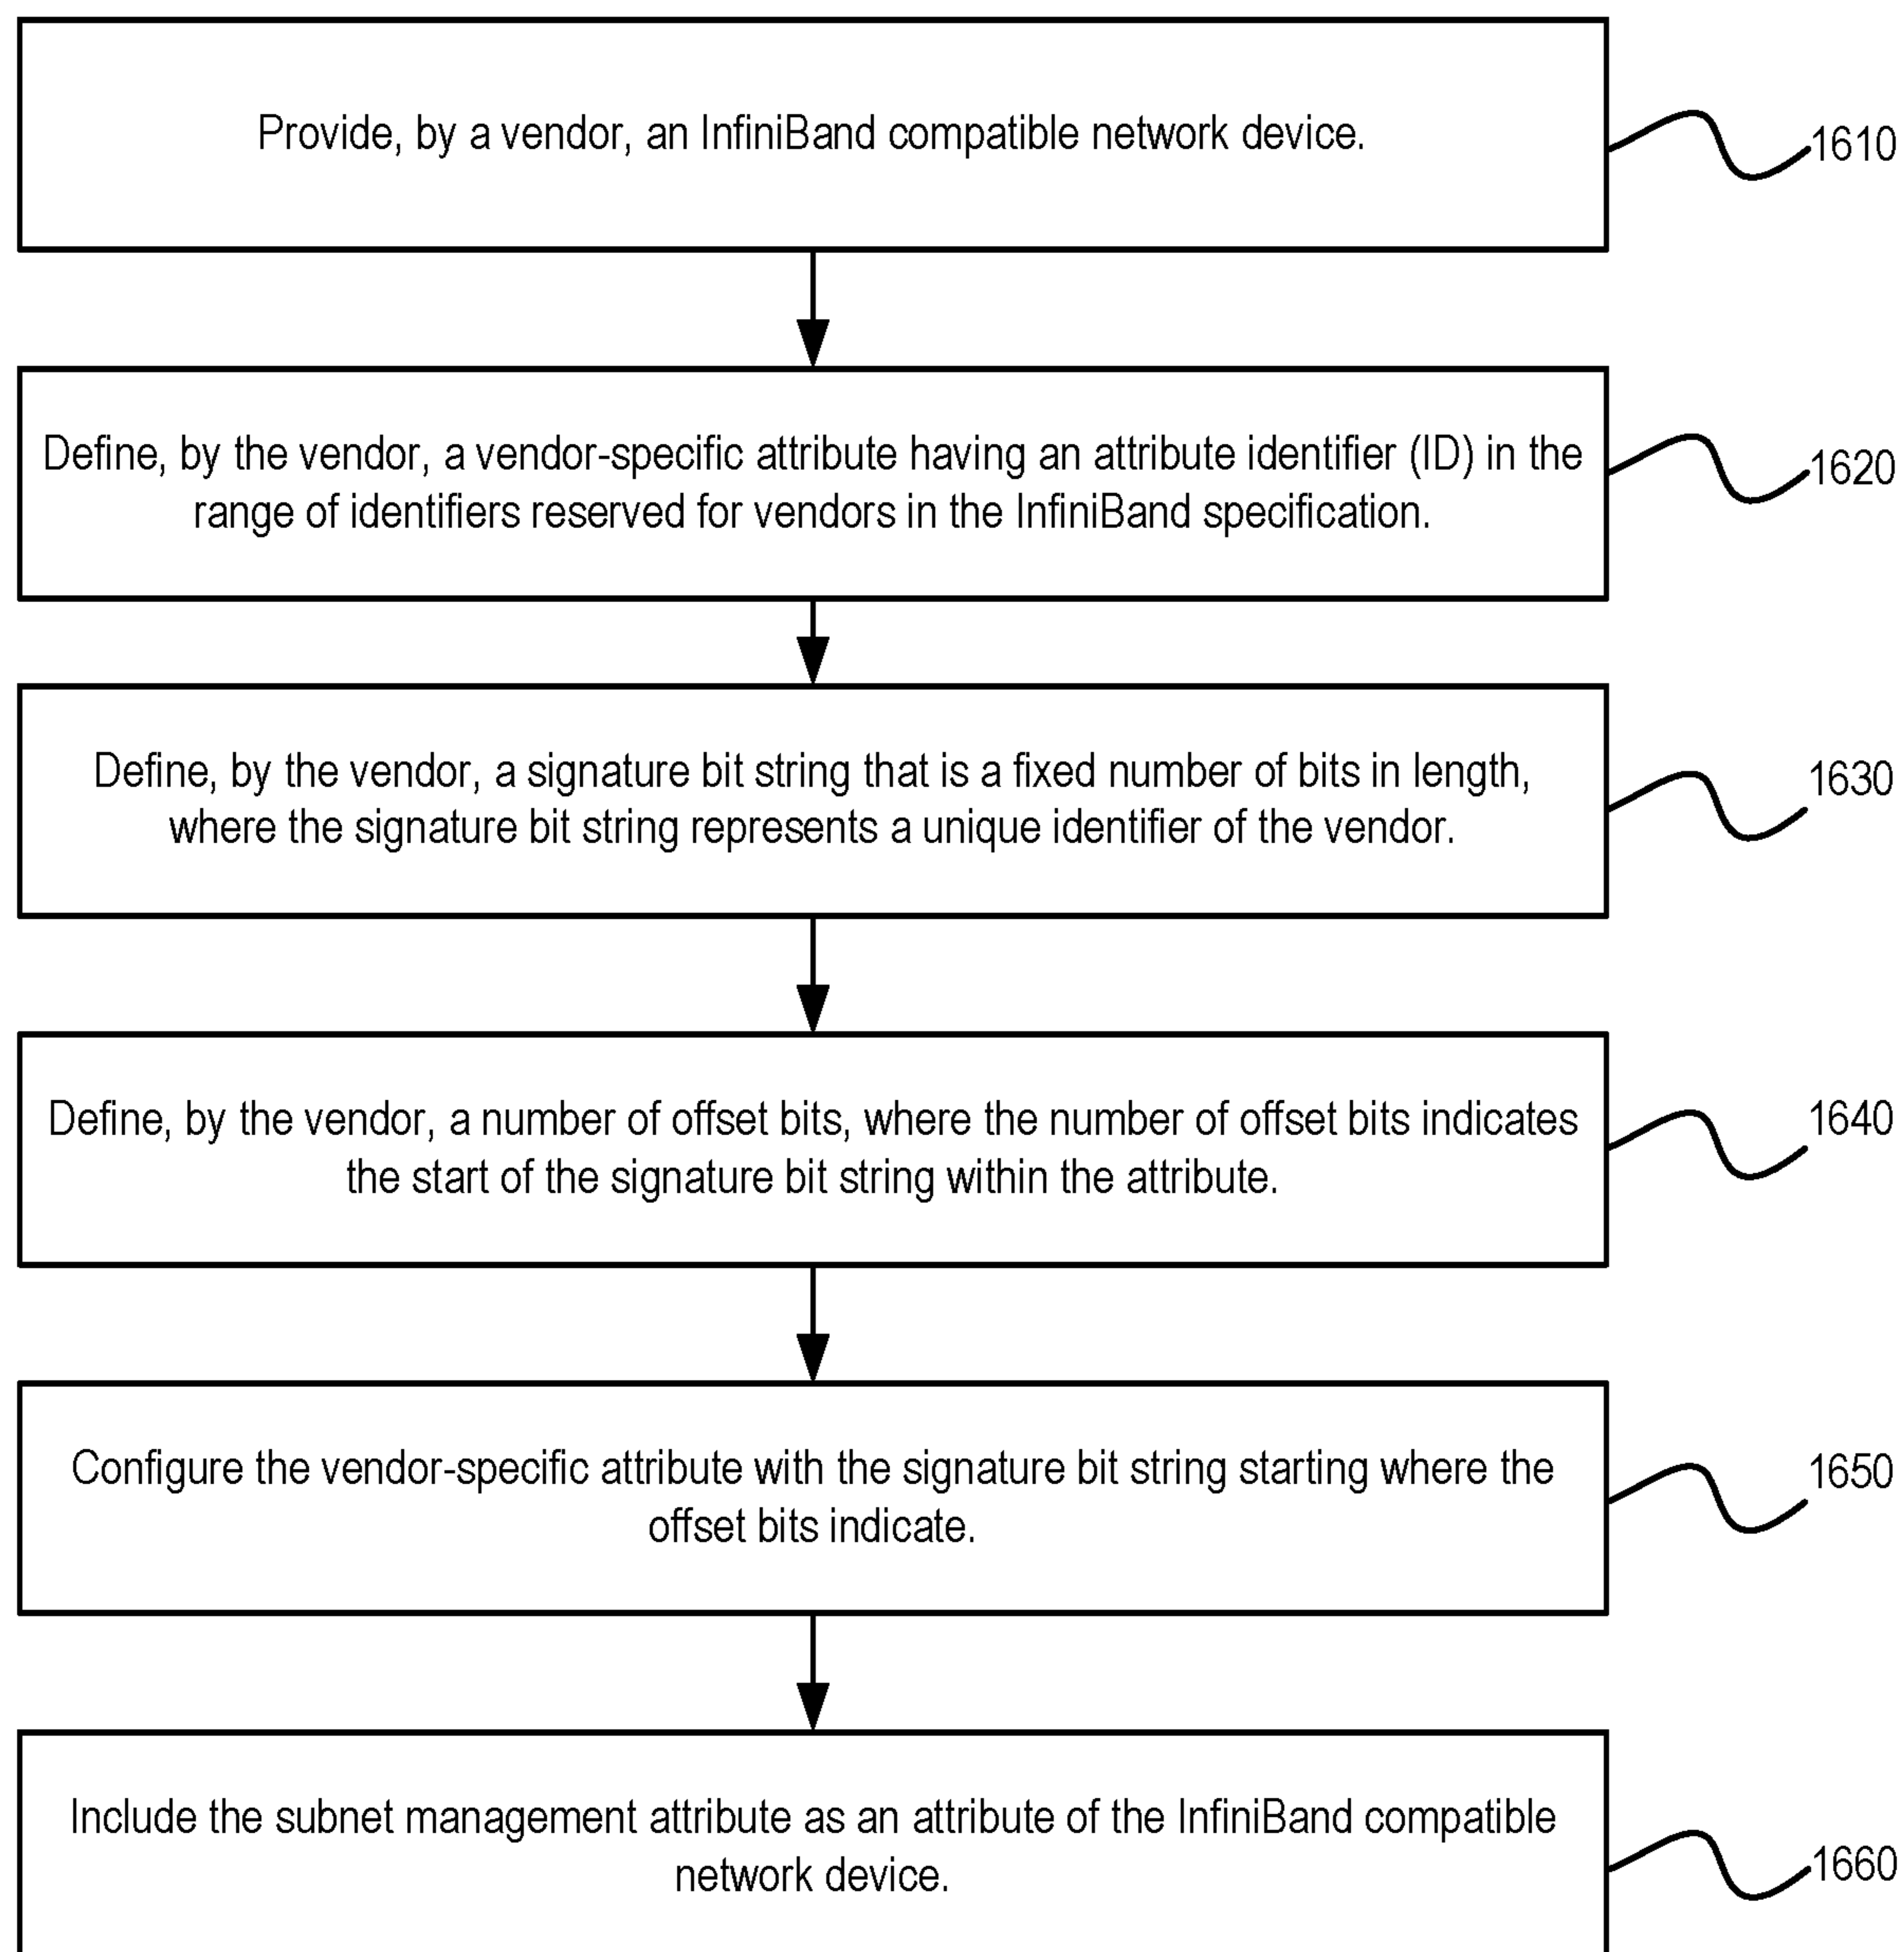 Provide, by a vendor, an InfiniBand compatible network device.
1610
Define, by the vendor, a vendor-specific attribute having an attribute identifier (ID) in the
range of identifiers reserved for vendors in the InfiniBand specification.
1620
Define, by the vendor, a signature bit string that is a fixed number of bits in length,
where the signature bit string represents a unique identifier of the vendor.
1630
Define, by the vendor, a number of offset bits, where the number of offset bits indicates
the start of the signature bit string within the attribute.
1640
Configure the vendor-specific attribute with the signature bit string starting where the
offset bits indicate.
1650
Include the subnet management attribute as an attribute of the InfiniBand compatible
network device.
1660